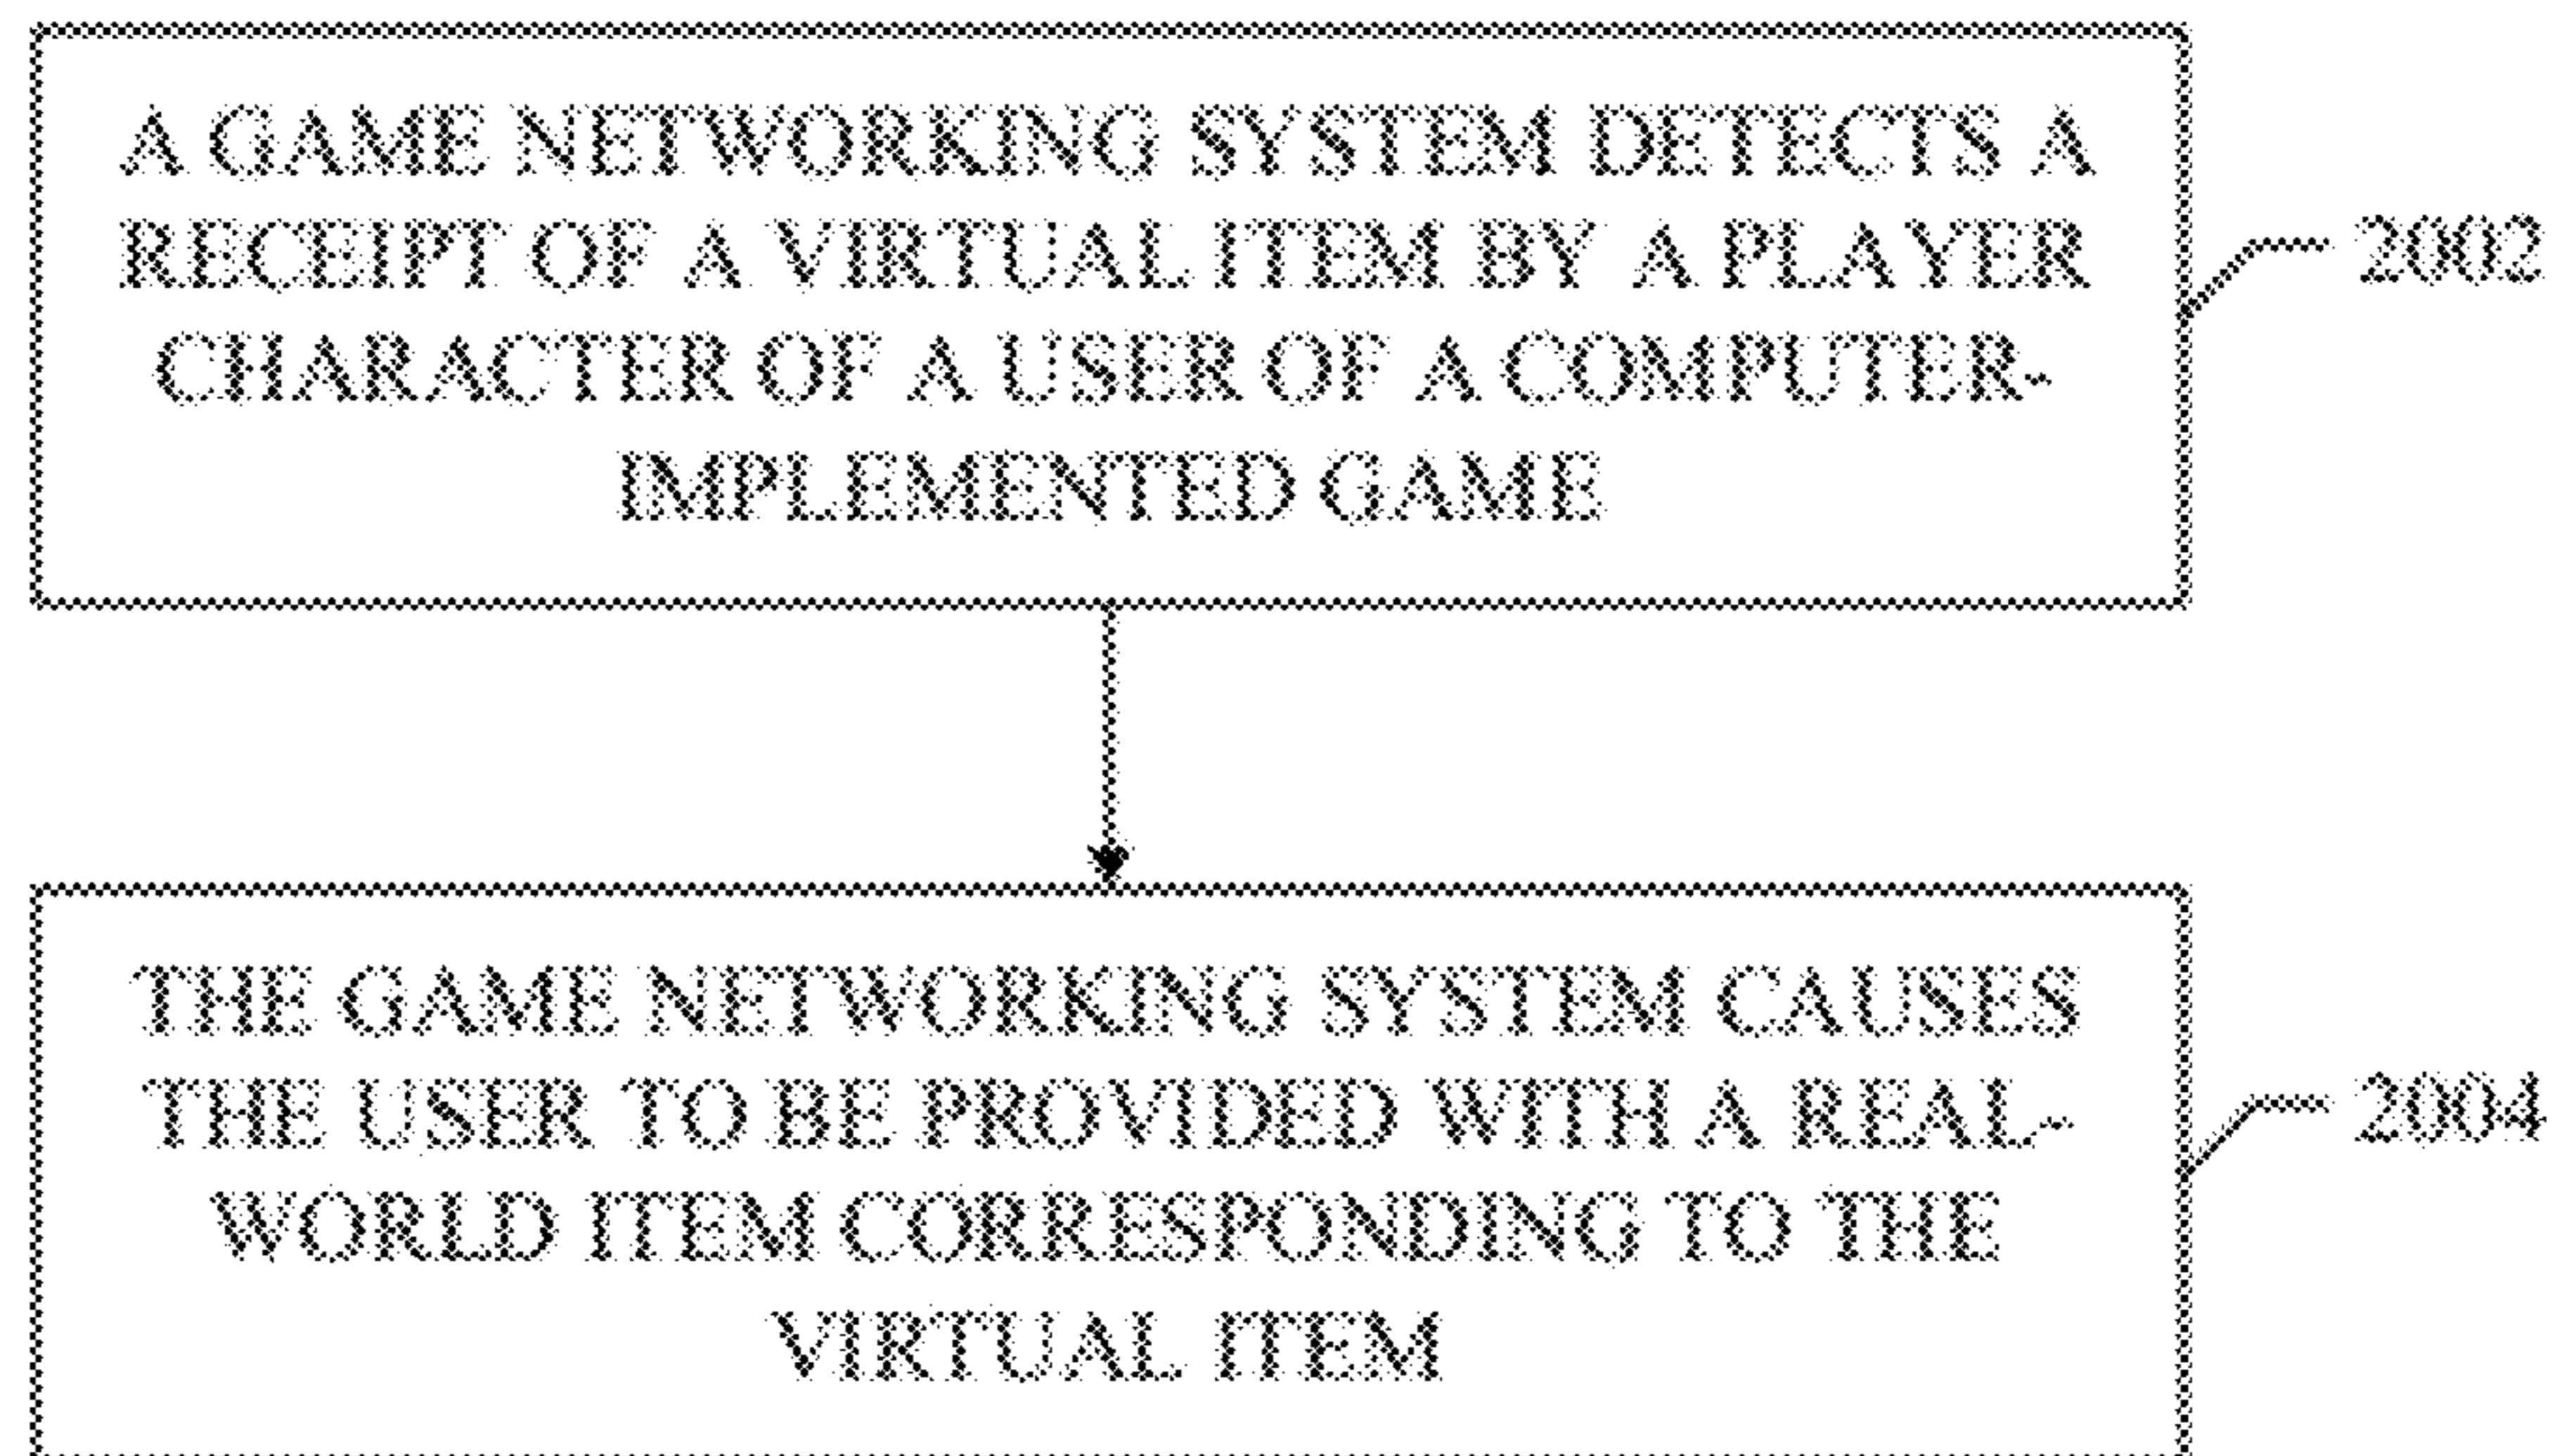 A GAME NETWORKING SYSTEM DETECTS A
RECEIPT OF A VIRTUAL ITEM BY A PLAYER
CHARACTER OF A USER OF A COMPUTER-
IMPLEMENTED GAME
2002
THE GAME NETWORKING SYSTEM CAUSES
THE USER TO BE PROVIDED WITH A REAL-
WORLD ITEM CORRESPONDING TO THE
VIRTUAL ITEM
2004